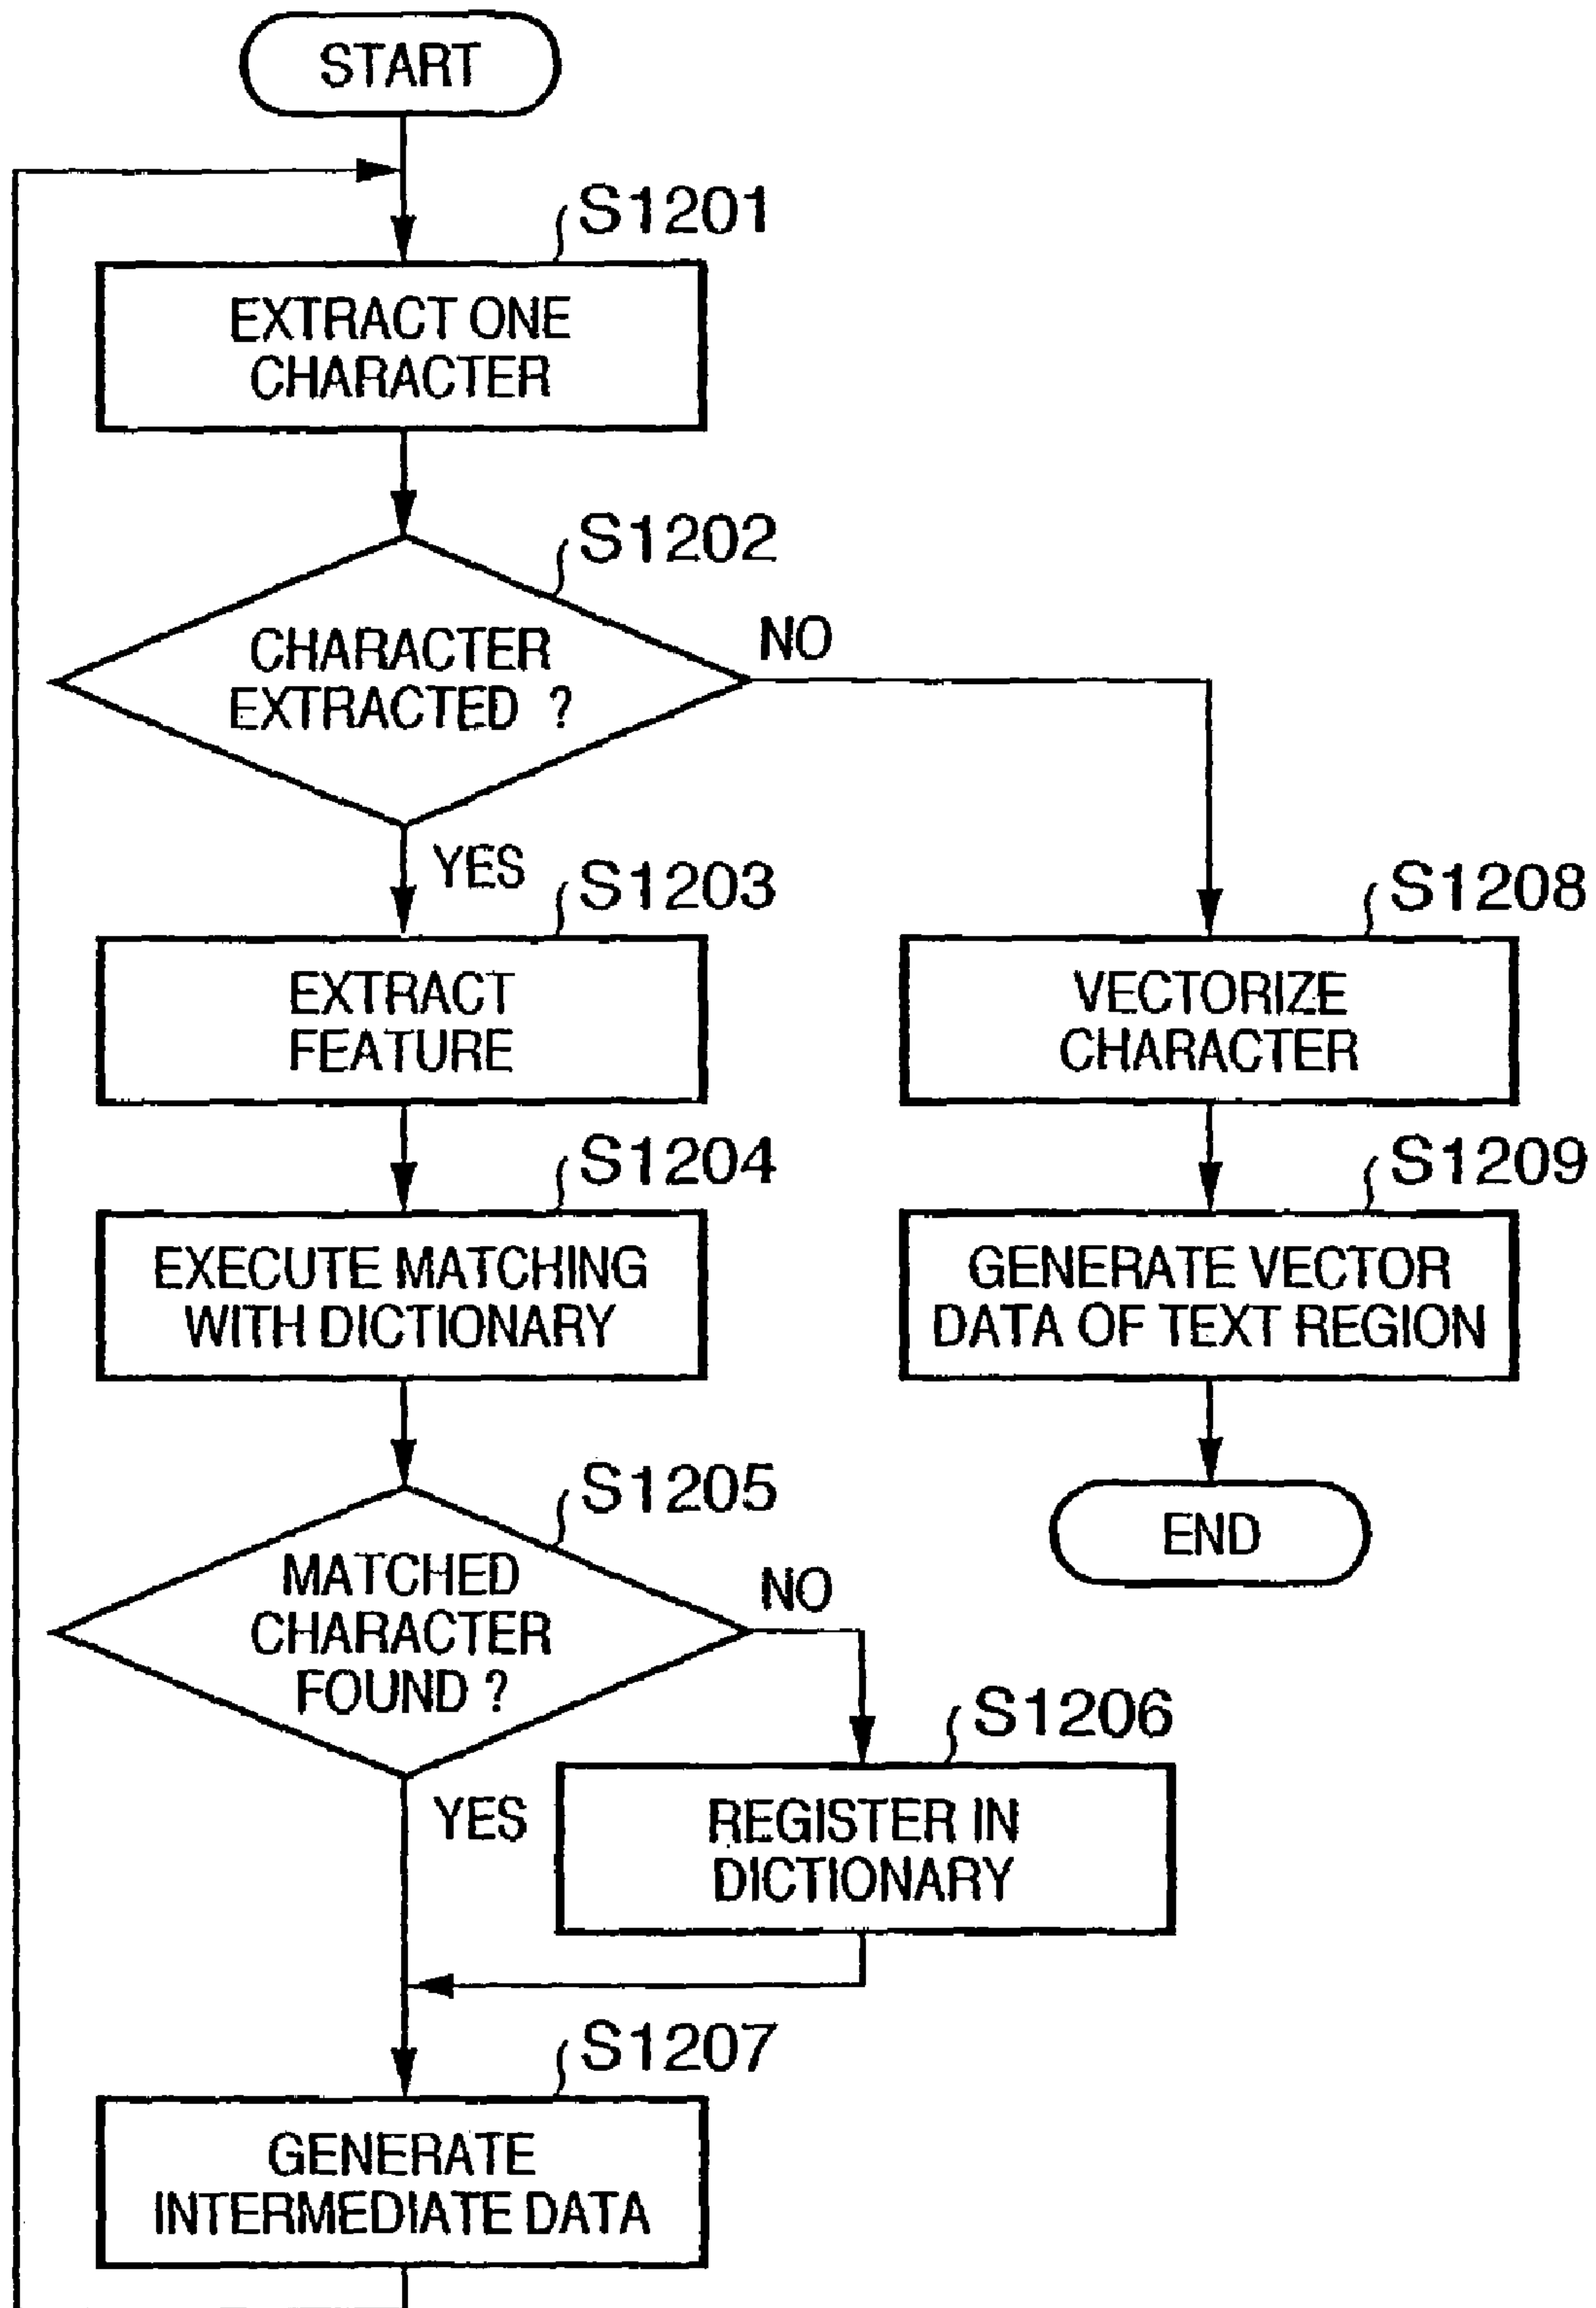 START
S1201
EXTRACT ONE
CHARACTER
S1202
CHARACTER
EXTRACTED ?
NO
YES
S1203
EXTRACT
FEATURE
S1204
EXECUTE MATCHING
WITH DICTIONARY
S1205
MATCHED
CHARACTER
FOUND ?
NO
YES
S1206
REGISTER IN
DICTIONARY
S1207
GENERATE
INTERMEDIATE DATA
S1208
VECTORIZE
CHARACTER
S1209
GENERATE VECTOR
DATA OF TEXT REGION
END